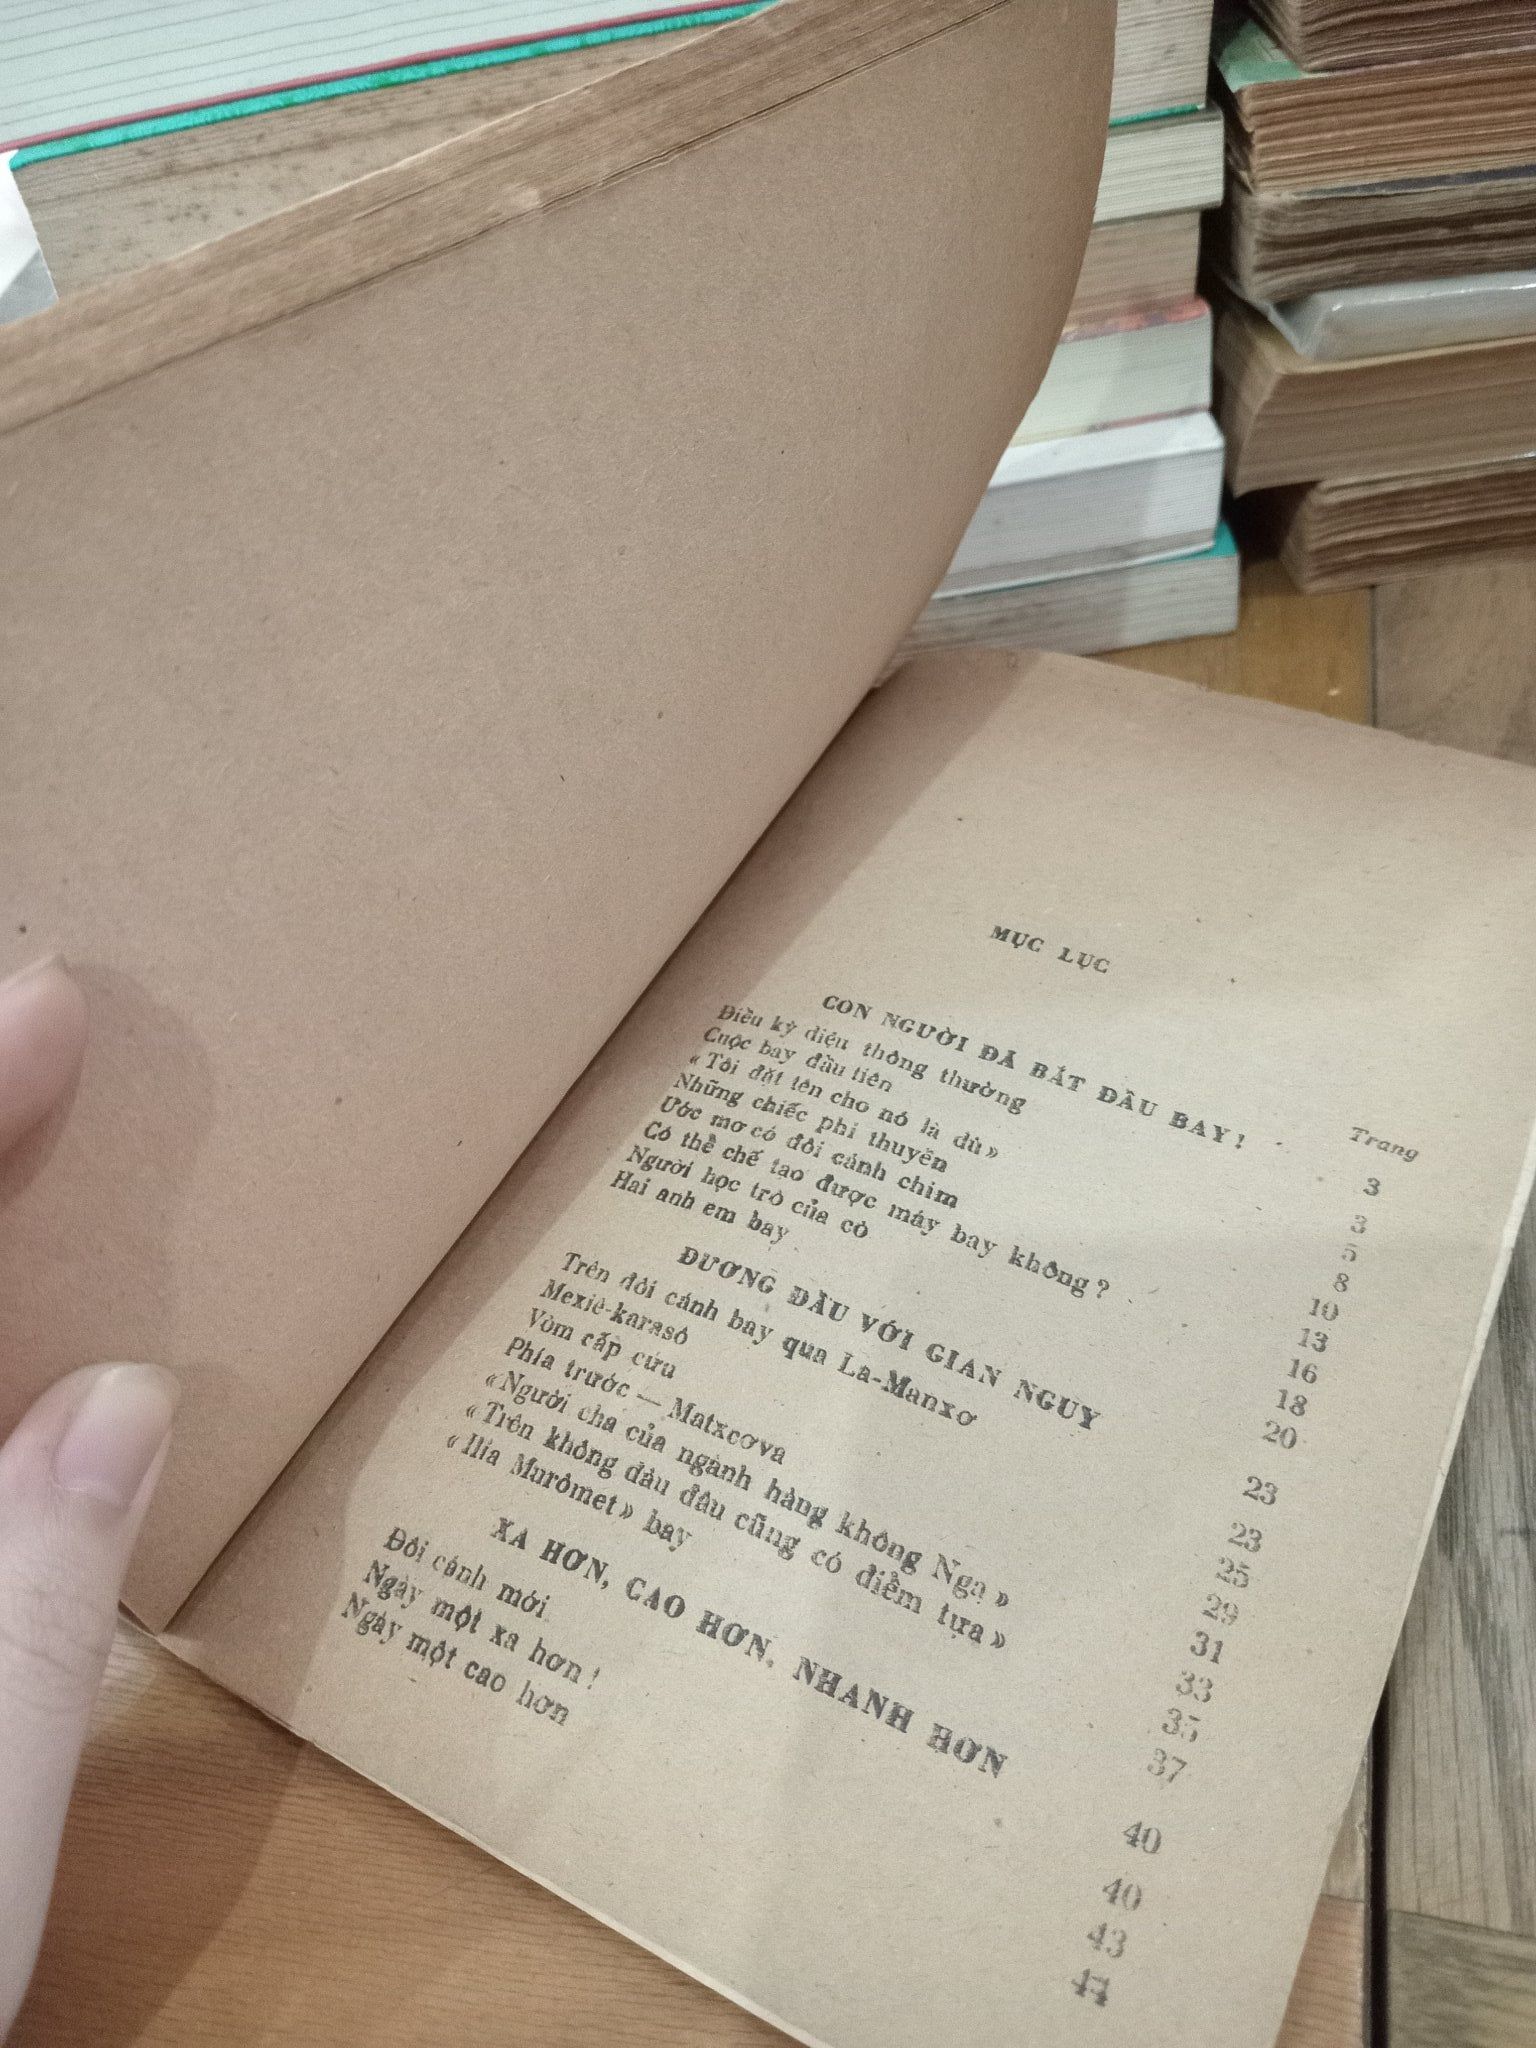 MỤC LỤC
Trang
CON NGƯỜI ĐÃ BẮT ĐẦU BAY! 3
Điều kỳ diệu thông thường 3
Cuộc bay đầu tiên 5
« Tôi đặt tên cho nó là dù » 8
Những chiếc phi thuyền 10
Ước mơ có đôi cánh chim 13
Có thể chế tạo được máy bay không? 16
Người học trò của cò 18
Hai anh em bay 20
ĐƯƠNG ĐẦU VỚI GIAN NGUY 23
Trên đôi cánh bay qua La-Manxơ 23
Mexiê-karasô 25
Vòm cấp cứu 29
Phía trước — Matxcơva 31
« Người cha của ngành hàng không Nga » 33
« Trên không đâu đâu cũng có điểm tựa » 35
« Ilia Murômet » bay 37
XA HƠN, CAO HƠN, NHANH HƠN 40
Đôi cánh mới 40
Ngày một xa hơn! 43
Ngày một cao hơn 44